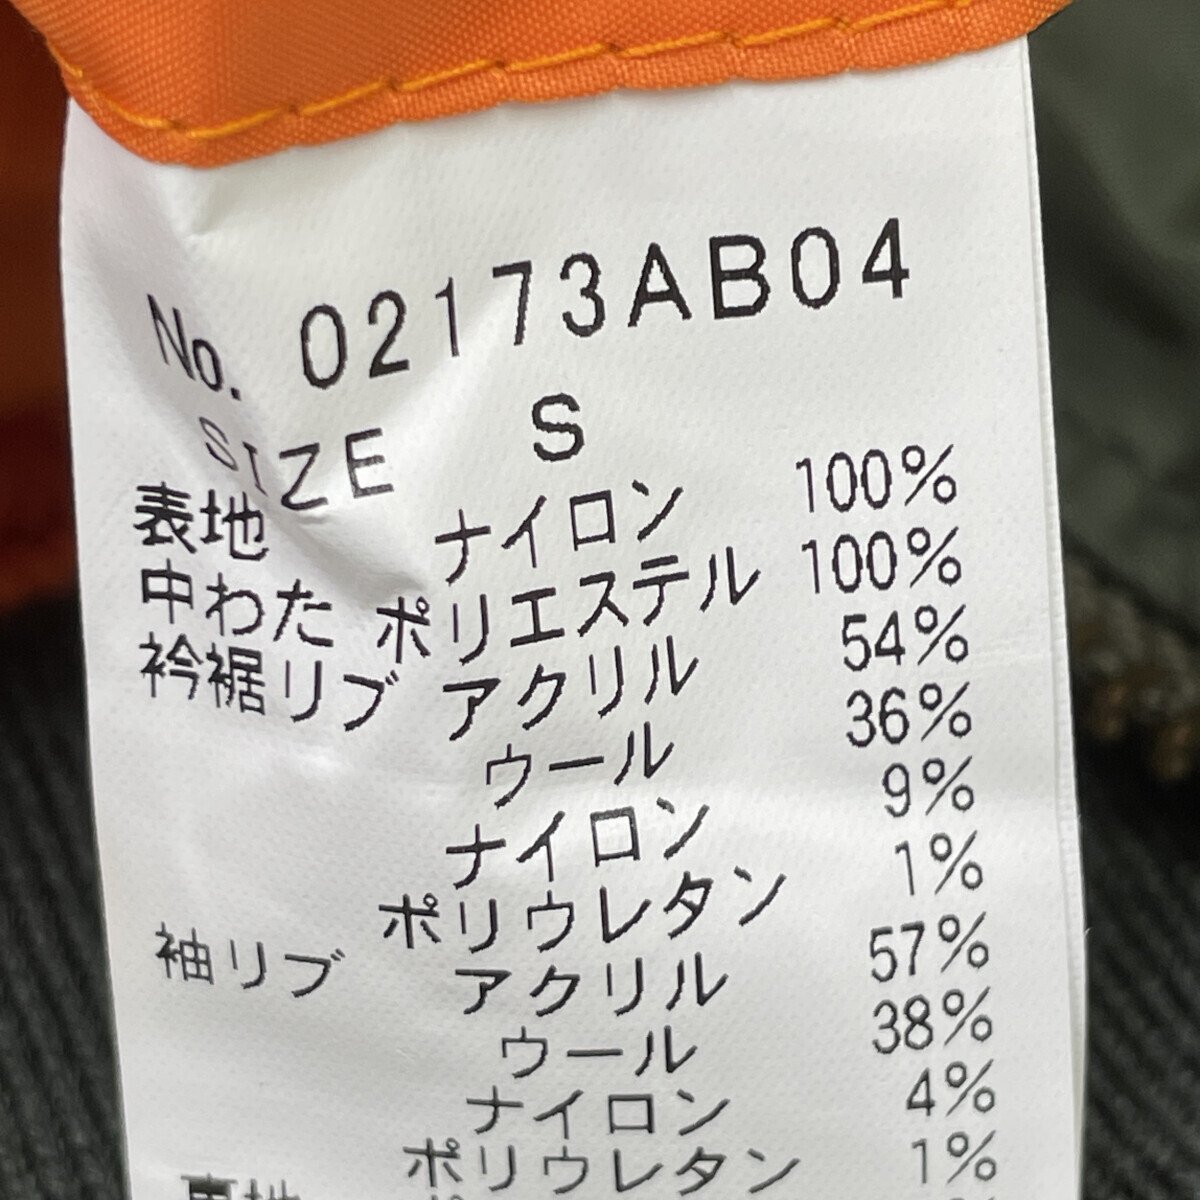 No. 02173AB04
SIZE S
表地 ナイロン 100%
中わた ポリエステル 100%
衿裾リブ アクリル 54%
ウール 36%
ナイロン 9%
ポリウレタン 1%
袖リブ アクリル 57%
ウール 38%
ナイロン 4%
ポリウレタン 1%